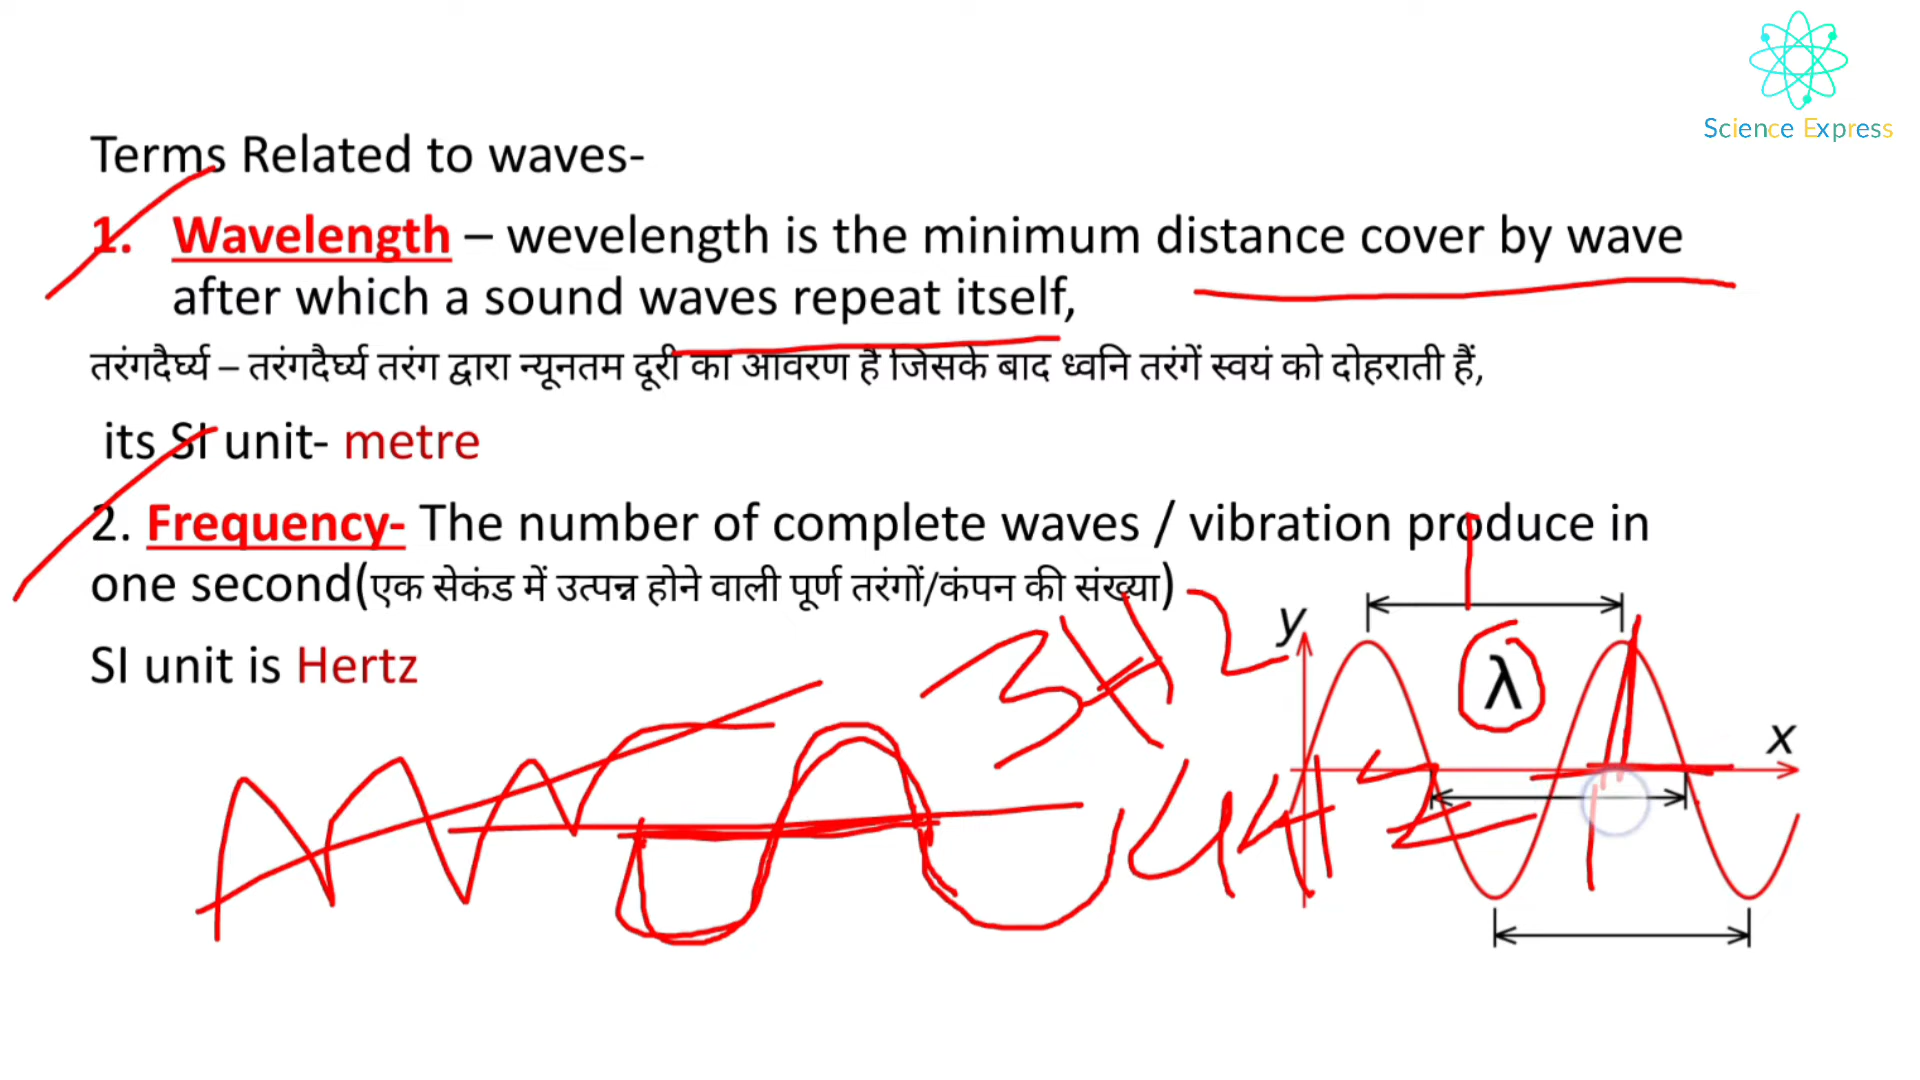 Science Express
Terms Related to waves-
1. Wavelength – wevelength is the minimum distance cover by wave
after which a sound waves repeat itself,
तरंगदैर्घ्य – तरंगदैर्घ्य तरंग द्वारा न्यूनतम दूरी का आवरण है जिसके बाद ध्वनि तरंगें स्वयं को दोहराती हैं,
its SI unit- metre
2. Frequency- The number of complete waves / vibration produce in
one second(एक सेकंड में उत्पन्न होने वाली पूर्ण तरंगों/कंपन की संख्या)
SI unit is Hertz
y
λ
x